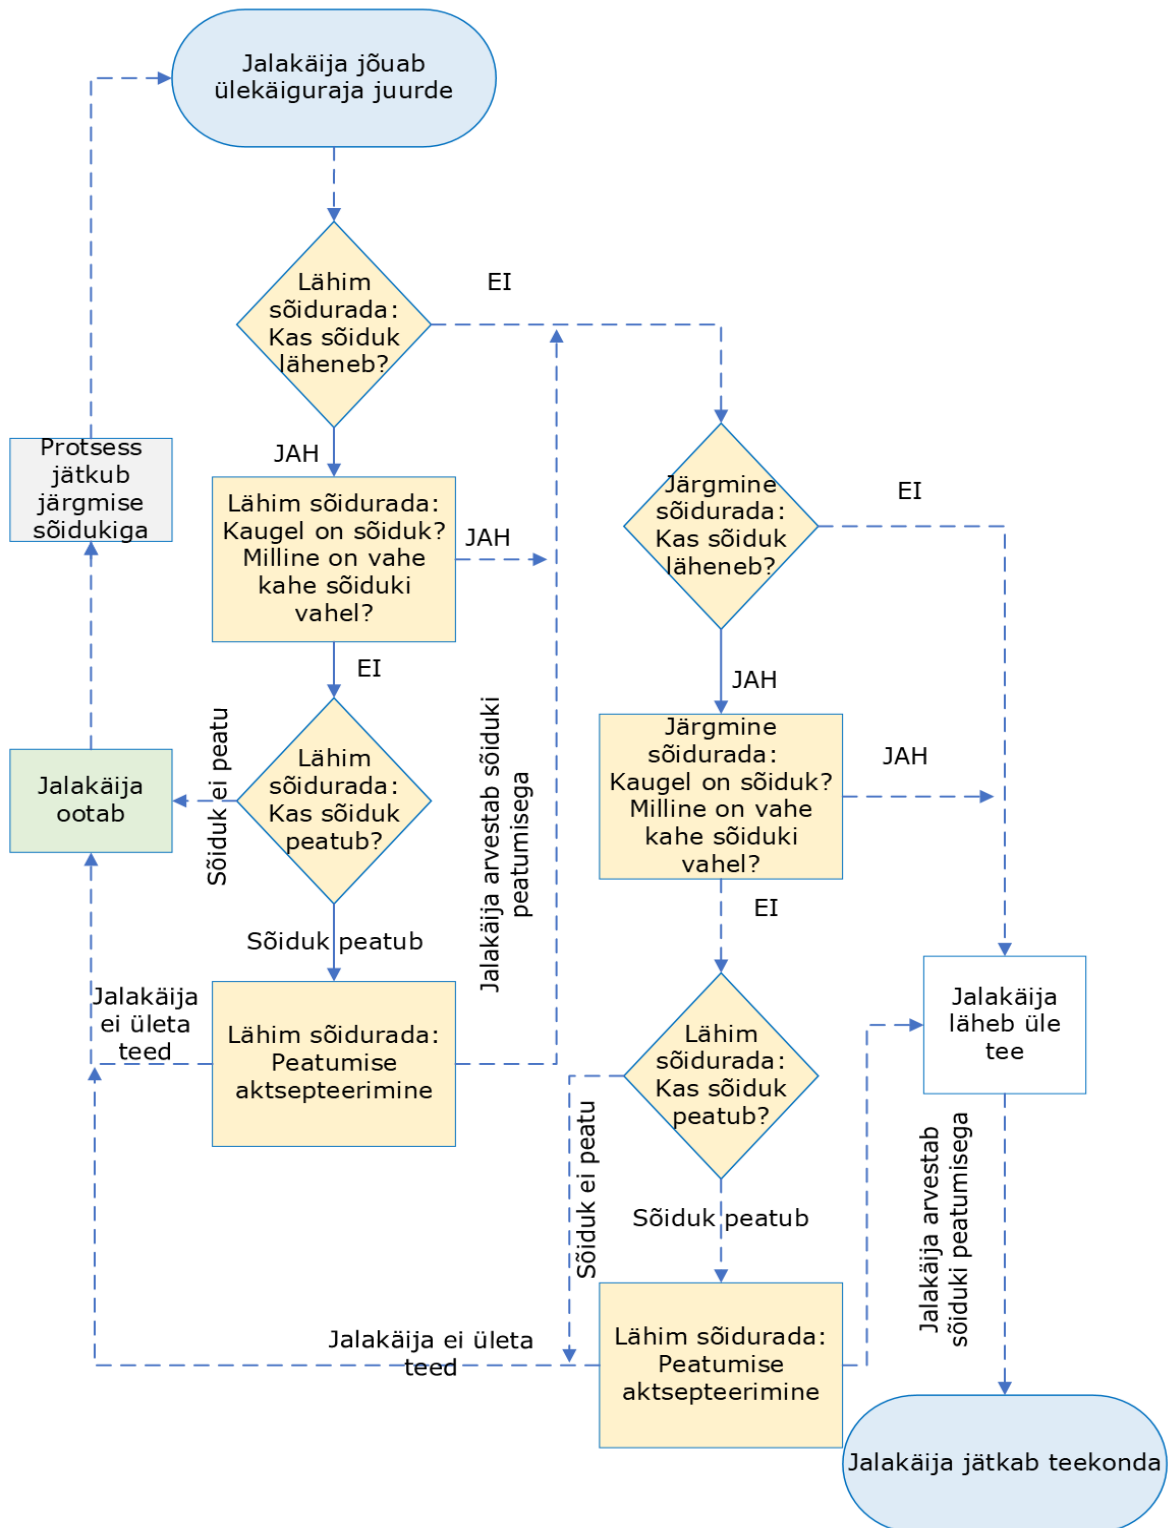 Jalakäija jõuab
ülekäiguraja juurde
Lähim
sõidurada:
Kas sõiduk
läheneb?
EI
JAH
Protsess
jätkub
järgmise
sõidukiga
Lähim sõidurada:
Kaugel on sõiduk?
Milline on vahe
kahe sõiduki
vahel?
JAH
EI
Järgmine
sõidurada:
Kas sõiduk
läheneb?
EI
JAH
Jalakäija
ootab
Sõiduk ei peatu
Lähim
sõidurada:
Kas sõiduk
peatub?
Jalakäija arvestab sõiduki
peatumisega
Järgmine
sõidurada:
Kaugel on sõiduk?
Milline on vahe
kahe sõiduki
vahel?
JAH
EI
Sõiduk peatub
Jalakäija
ei ületa
teed
Lähim sõidurada:
Peatumise
aktsepteerimine
Lähim
sõidurada:
Kas sõiduk
peatub?
Jalakäija
läheb üle
tee
Sõiduk ei peatu
Sõiduk peatub
Jalakäija arvestab
sõiduki peatumisega
Jalakäija ei ületa
teed
Lähim sõidurada:
Peatumise
aktsepteerimine
Jalakäija jätkab teekonda